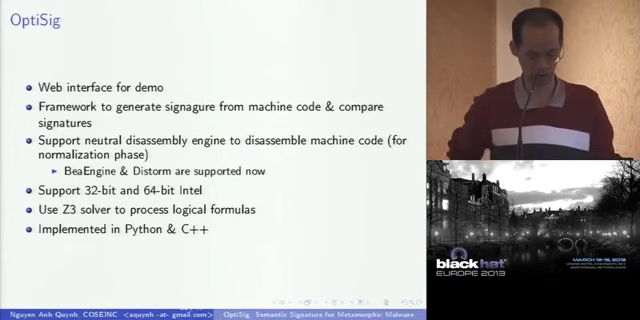 OptiSig
Web interface for demo
Framework to generate signagure from machine code & compare
signatures
Support neutral disassembly engine to disassemble machine code (for
normalization phase)
BeaEngine & Distorm are supported now
Support 32-bit and 64-bit Intel
Use Z3 solver to process logical formulas
Implemented in Python & C++
Nguyen Anh Quynh, COSEINC <aquynh -at- gmail.com>
OptiSig Semantic Signature for Metamorphic Malware
black hat
EUROPE 2013